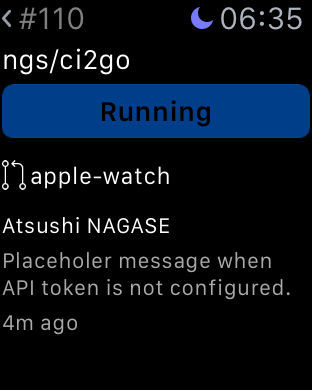 #110 06:35
ngs/ci2go
Running
apple-watch
Atsushi NAGASE
Placeholer message when
API token is not configured.
4m ago